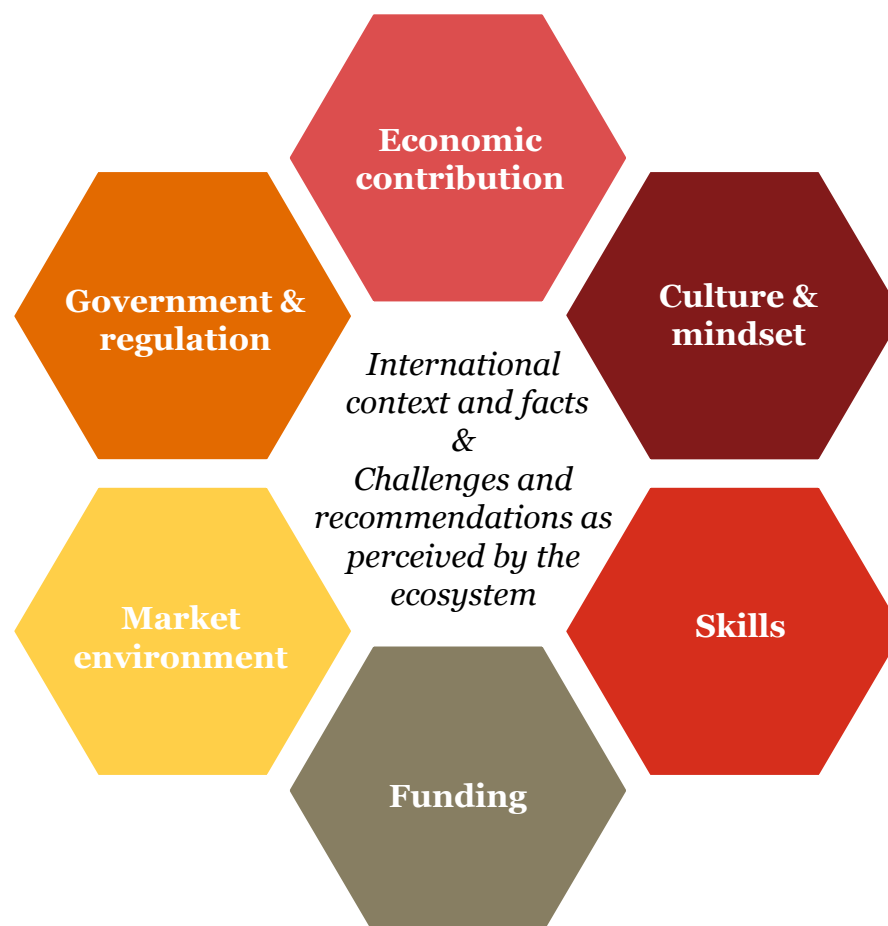 Economic
contribution
Government &
regulation
Culture &
mindset
International
context and facts
&
Challenges and
recommendations as
perceived by the
ecosystem
Market
environment
Skills
Funding